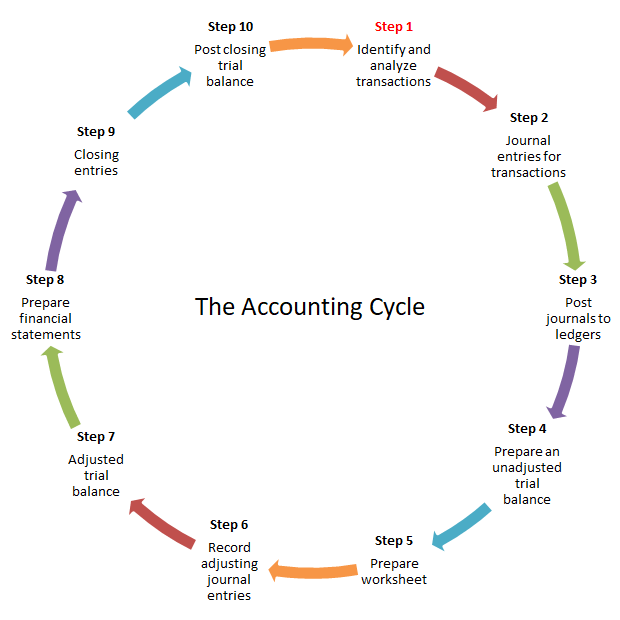 Step 1
Identify and
analyze
transactions
Step 2
Journal
entries for
transactions
Step 3
Post
journals to
ledgers
Step 4
Prepare an
unadjusted
trial
balance
Step 5
Prepare
worksheet
Step 6
Record
adjusting
journal
entries
Step 7
Adjusted
trial
balance
Step 8
Prepare
financial
statements
Step 9
Closing
entries
Step 10
Post closing
trial
balance
The Accounting Cycle